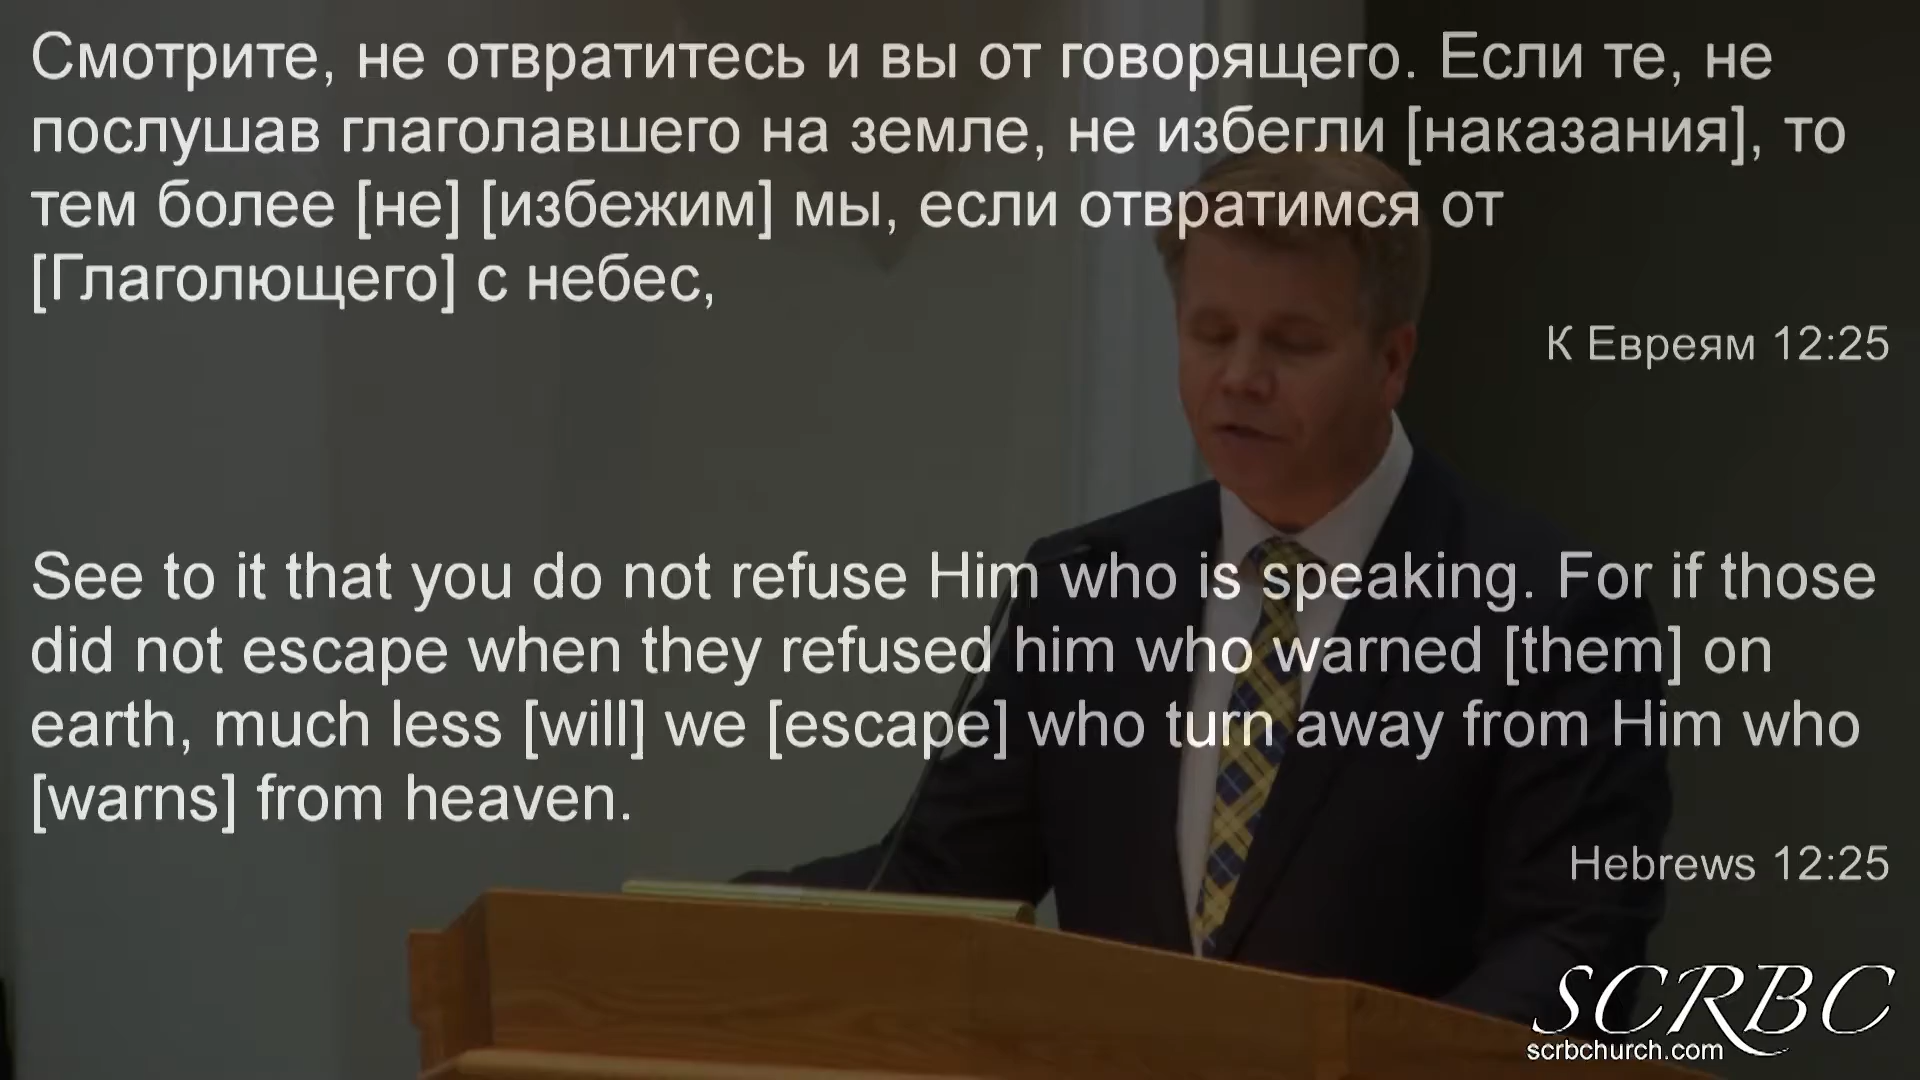 Смотрите, не отвратитесь и вы от говорящего. Если те, не
послушав глаголавшего на земле, не избегли [наказания], то
тем более [не] [избежим] мы, если отвратимся от
[Глаголющего] с небес,
К Евреям 12:25
See to it that you do not refuse Him who is speaking. For if those
did not escape when they refused him who warned [them] on
earth, much less [will] we [escape] who turn away from Him who
[warns] from heaven.
Hebrews 12:25
SCRBC
scrbchurch.com